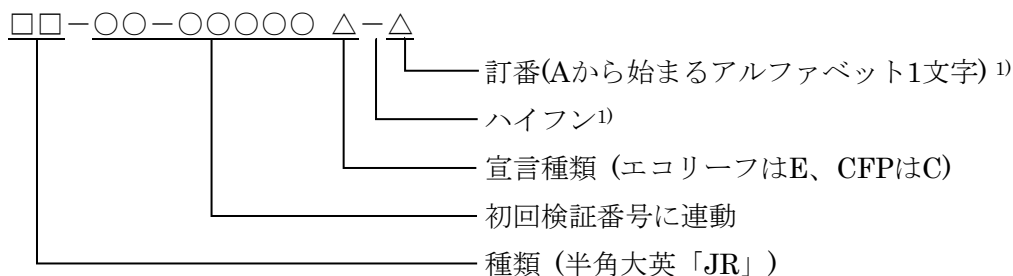 □□－○○－○○○○○ △－△
訂番(Aから始まるアルファベット1文字) 1)
ハイフン1)
宣言種類 (エコリーフはE、CFPはC)
初回検証番号に連動
種類 (半角大英「JR」)